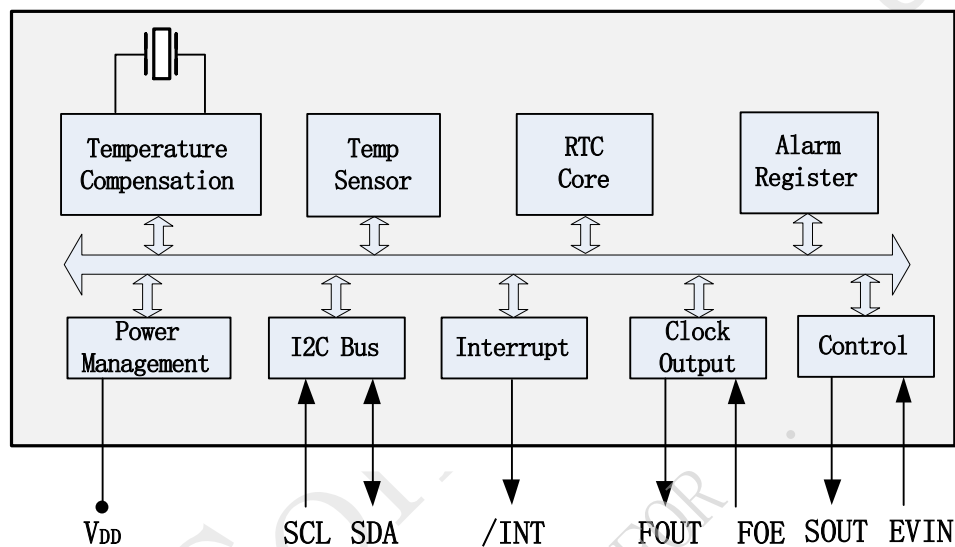 Temperature
Compensation
Temp
Sensor
RTC
Core
Alarm
Register
Power
Management
I2C Bus
Interrupt
Clock
Output
Control
VDD
SCL
SDA
/INT
FOUT
FOE
SOUT
EVIN